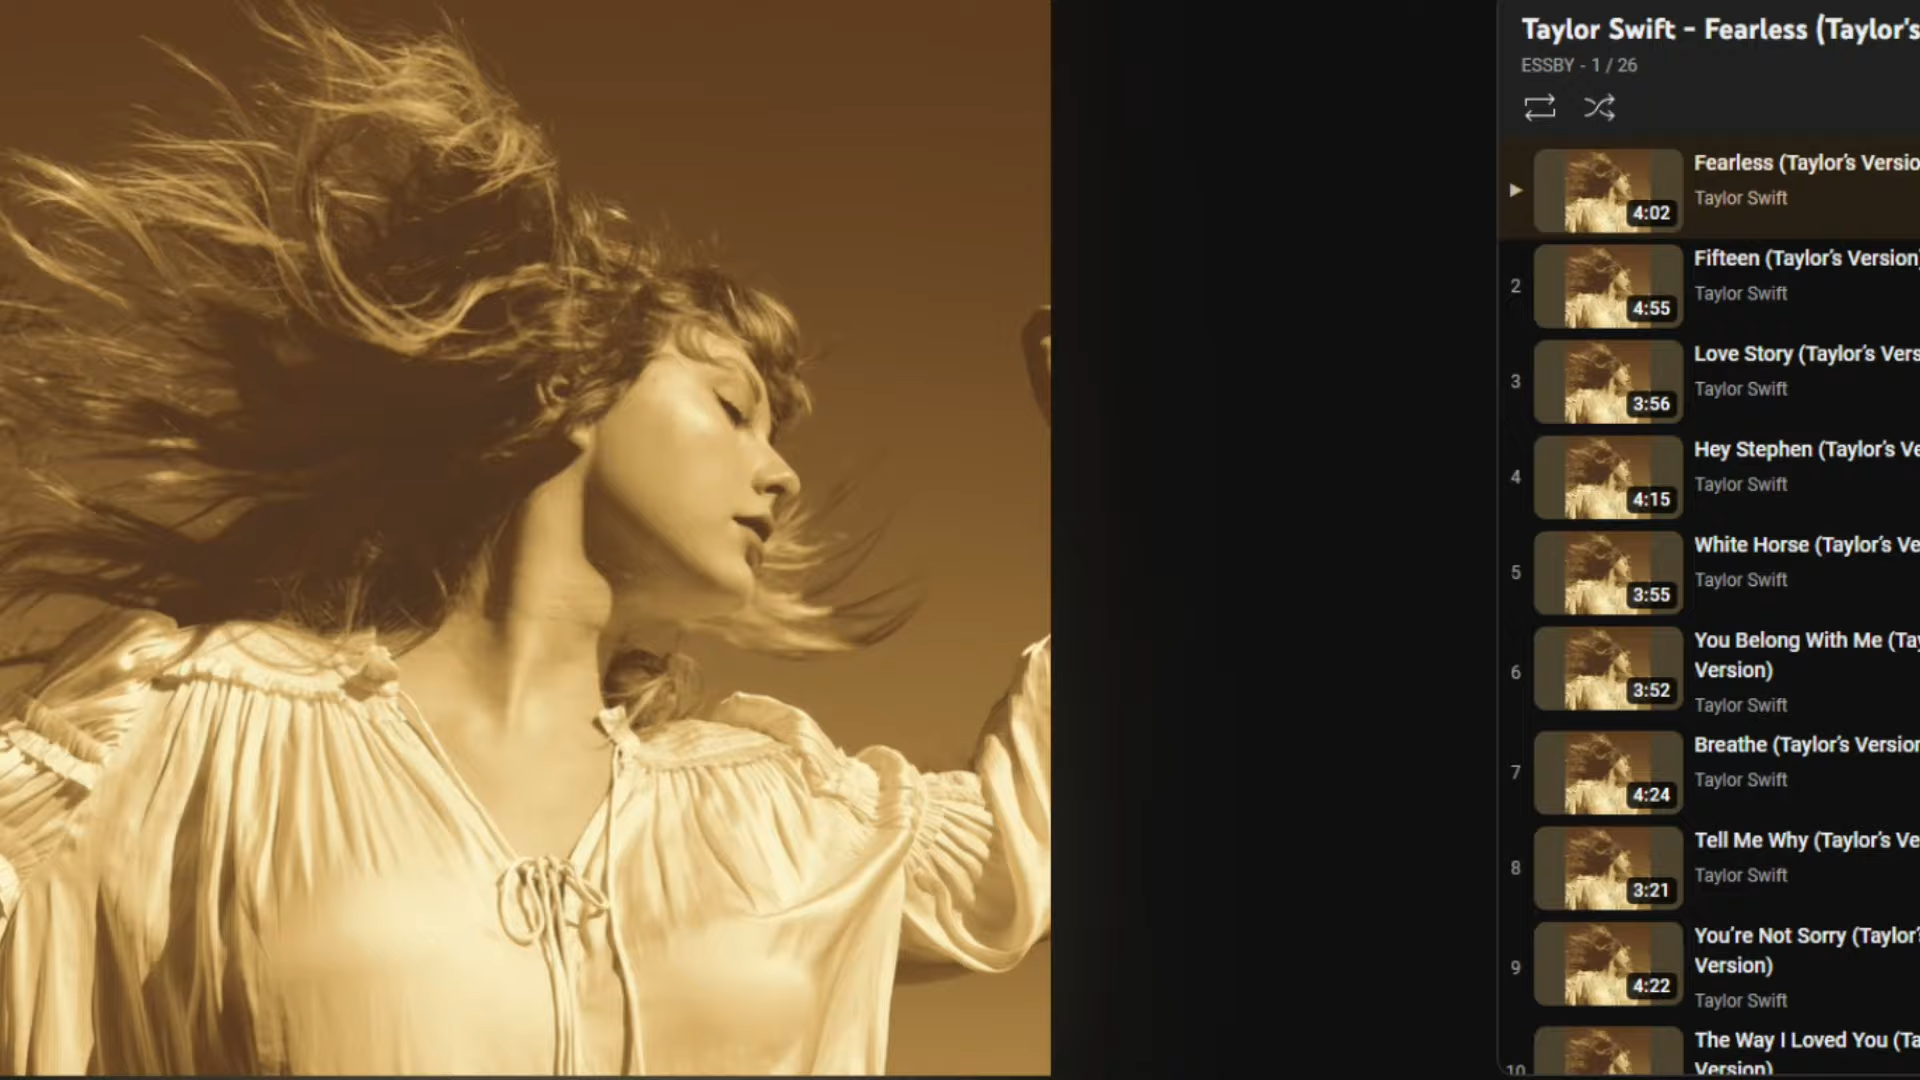 Taylor Swift - Fearless (Taylor's
ESSBY - 1 / 26
Fearless (Taylor's Versio
Taylor Swift
4:02
2
Fifteen (Taylor's Version)
Taylor Swift
4:55
3
Love Story (Taylor's Vers
Taylor Swift
3:56
4
Hey Stephen (Taylor's Ve
Taylor Swift
4:15
5
White Horse (Taylor's Ve
Taylor Swift
3:55
6
You Belong With Me (Tay
Version)
Taylor Swift
3:52
7
Breathe (Taylor's Version
Taylor Swift
4:24
8
Tell Me Why (Taylor's Ve
Taylor Swift
3:21
9
You're Not Sorry (Taylor'
Version)
Taylor Swift
4:22
10
The Way I Loved You (Ta
Version)